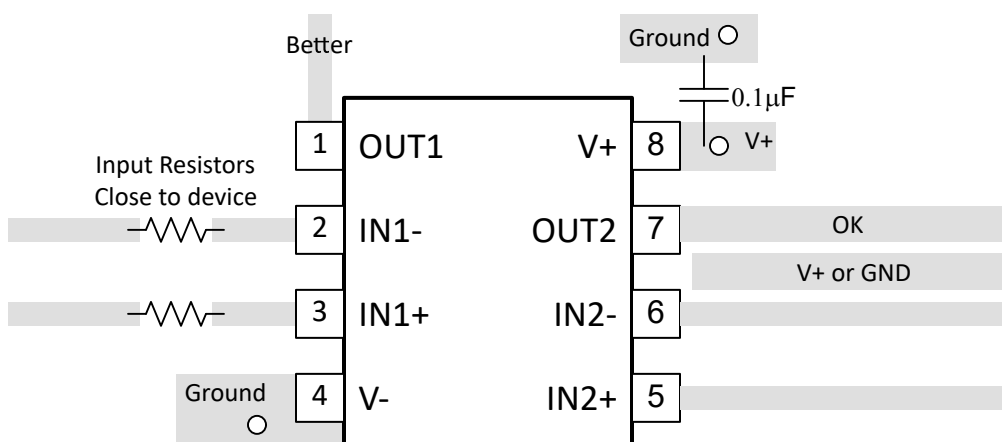 Better
Ground
0.1µF
1 OUT1 V+ 8 V+
Input Resistors
Close to device
2 IN1- OUT2 7 OK
V+ or GND
3 IN1+ IN2- 6
Ground
4 V- IN2+ 5